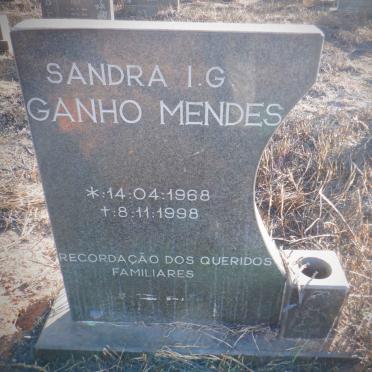 SANDRA I.G
GANHO MENDES
*:14:04:1968
†:8:11:1998
RECORDAÇÃO DOS QUERIDOS
FAMILIARES